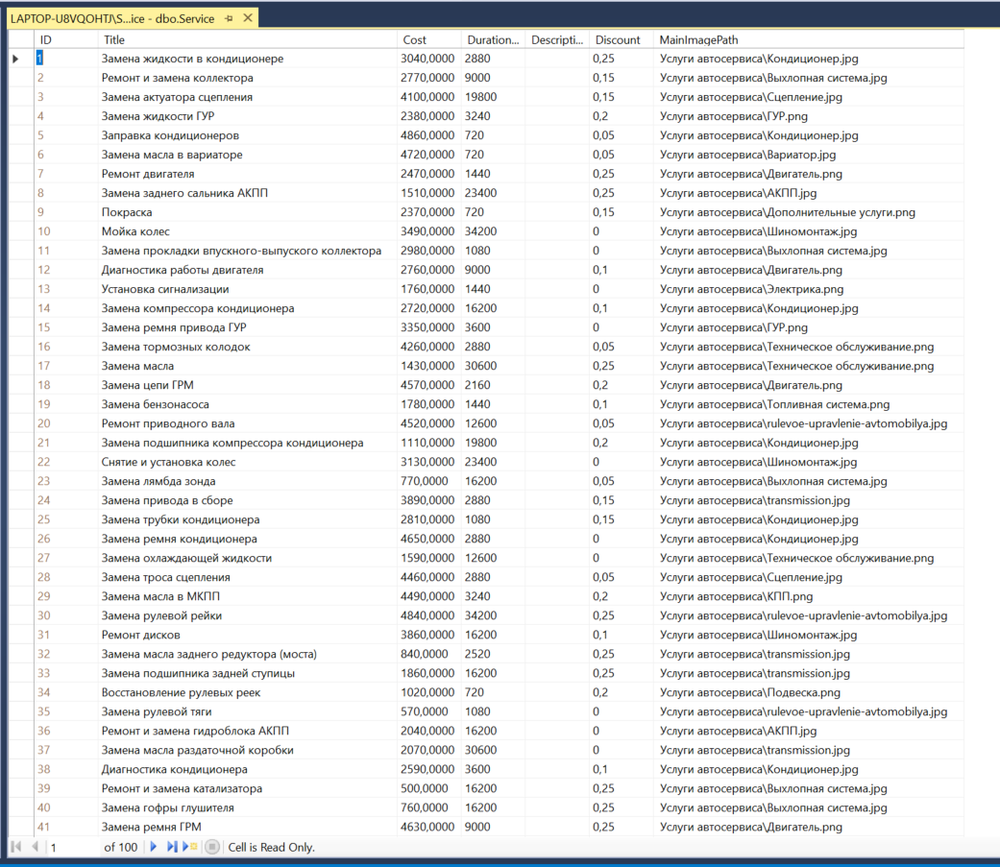 LAPTOP-U8VQOHTJ\S...ice - dbo.Service
ID Title Cost Duration... Descripti... Discount MainImagePath
1 Замена жидкости в кондиционере 3040,0000 2880 0,25 Услуги автосервиса\Кондиционер.jpg
2 Ремонт и замена коллектора 2770,0000 9000 0,15 Услуги автосервиса\Выхлопная система.jpg
3 Замена актуатора сцепления 4100,0000 19800 0,15 Услуги автосервиса\Сцепление.jpg
4 Замена жидкости ГУР 2380,0000 3240 0,2 Услуги автосервиса\ГУР.png
5 Заправка кондиционеров 4860,0000 720 0,05 Услуги автосервиса\Кондиционер.jpg
6 Замена масла в вариаторе 4720,0000 720 0,05 Услуги автосервиса\Вариатор.jpg
7 Ремонт двигателя 2470,0000 1440 0,25 Услуги автосервиса\Двигатель.png
8 Замена заднего сальника АКПП 1510,0000 23400 0,25 Услуги автосервиса\АКПП.jpg
9 Покраска 2370,0000 720 0,15 Услуги автосервиса\Дополнительные услуги.png
10 Мойка колес 3490,0000 34200 0 Услуги автосервиса\Шиномонтаж.jpg
11 Замена прокладки впускного-выпуского коллектора 2980,0000 1080 0 Услуги автосервиса\Выхлопная система.jpg
12 Диагностика работы двигателя 2760,0000 9000 0,1 Услуги автосервиса\Двигатель.png
13 Установка сигнализации 1760,0000 1440 0 Услуги автосервиса\Электрика.png
14 Замена компрессора кондиционера 2720,0000 16200 0,1 Услуги автосервиса\Кондиционер.jpg
15 Замена ремня привода ГУР 3350,0000 3600 0 Услуги автосервиса\ГУР.png
16 Замена тормозных колодок 4260,0000 2880 0,05 Услуги автосервиса\Техническое обслуживание.png
17 Замена масла 1430,0000 30600 0,25 Услуги автосервиса\Техническое обслуживание.png
18 Замена цепи ГРМ 4570,0000 2160 0,2 Услуги автосервиса\Двигатель.png
19 Замена бензонасоса 1780,0000 1440 0,1 Услуги автосервиса\Топливная система.png
20 Ремонт приводного вала 4520,0000 12600 0,05 Услуги автосервиса\rulevoe-upravlenie-avtomobilya.jpg
21 Замена подшипника компрессора кондиционера 1110,0000 19800 0,2 Услуги автосервиса\Кондиционер.jpg
22 Снятие и установка колес 3130,0000 23400 0 Услуги автосервиса\Шиномонтаж.jpg
23 Замена лямбда зонда 770,0000 16200 0,05 Услуги автосервиса\Выхлопная система.jpg
24 Замена привода в сборе 3890,0000 2880 0,15 Услуги автосервиса\transmission.jpg
25 Замена трубки кондиционера 2810,0000 1080 0,15 Услуги автосервиса\Кондиционер.jpg
26 Замена ремня кондиционера 4650,0000 2880 0 Услуги автосервиса\Кондиционер.jpg
27 Замена охлаждающей жидкости 1590,0000 12600 0 Услуги автосервиса\Техническое обслуживание.png
28 Замена троса сцепления 4460,0000 2880 0,05 Услуги автосервиса\Сцепление.jpg
29 Замена масла в МКПП 4490,0000 3240 0,2 Услуги автосервиса\КПП.png
30 Замена рулевой рейки 4840,0000 34200 0,25 Услуги автосервиса\rulevoe-upravlenie-avtomobilya.jpg
31 Ремонт дисков 3860,0000 16200 0,1 Услуги автосервиса\Шиномонтаж.jpg
32 Замена масла заднего редуктора (моста) 840,0000 2520 0,25 Услуги автосервиса\transmission.jpg
33 Замена подшипника задней ступицы 1860,0000 16200 0,25 Услуги автосервиса\transmission.jpg
34 Восстановление рулевых реек 1020,0000 720 0,2 Услуги автосервиса\Подвеска.png
35 Замена рулевой тяги 570,0000 1080 0 Услуги автосервиса\rulevoe-upravlenie-avtomobilya.jpg
36 Ремонт и замена гидроблока АКПП 2040,0000 16200 0 Услуги автосервиса\АКПП.jpg
37 Замена масла раздаточной коробки 2070,0000 30600 0 Услуги автосервиса\transmission.jpg
38 Диагностика кондиционера 2590,0000 3600 0,1 Услуги автосервиса\Кондиционер.jpg
39 Ремонт и замена катализатора 500,0000 16200 0,25 Услуги автосервиса\Выхлопная система.jpg
40 Замена гофры глушителя 760,0000 16200 0,25 Услуги автосервиса\Выхлопная система.jpg
41 Замена ремня ГРМ 4630,0000 9000 0,25 Услуги автосервиса\Двигатель.png
1 of 100 Cell is Read Only.